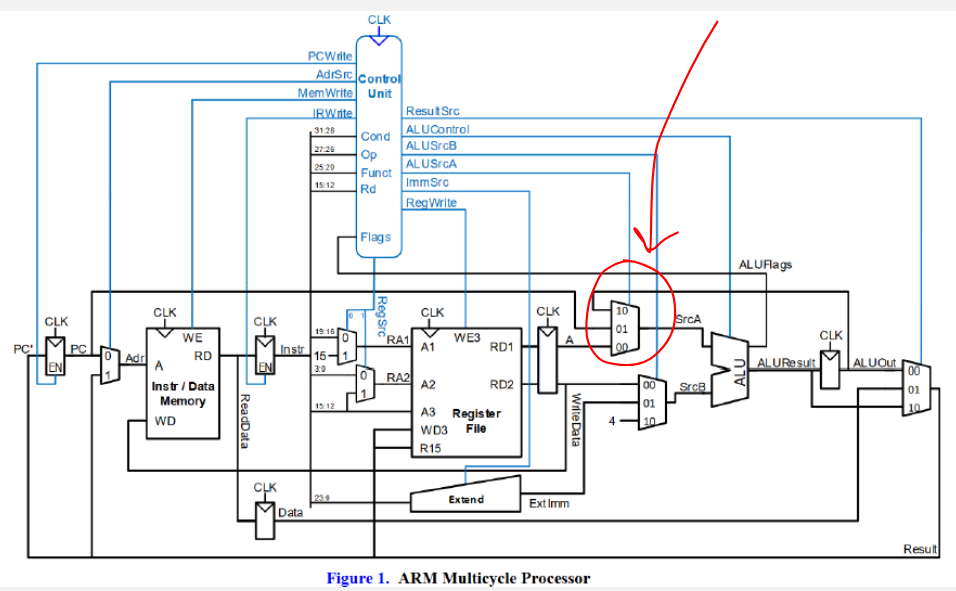 CLK
PCWrite
AdrSrc
MemWrite
IRWrite
Control
Unit
ResultSrc
ALUControl
ALUSrcB
ALUSrcA
ImmSrc
RegWrite
31:28
Cond
27:26
Op
25:20
Funct
15:12
Rd
Flags
ALUFlags
RegSrc
0 1
CLK
PC'
EN
PC
0
1
Adr
CLK
WE
RD
A
Instr / Data
Memory
WD
CLK
EN
Instr
ReadData
19:16
15
0
1
RA1
3:0
0
1
RA2
15:12
CLK
WE3
A1
RD1
A2
RD2
A3
Register
File
WD3
R15
CLK
A
WriteData
10
01
00
SrcA
00
01
10
4
SrcB
ALU
ALUResult
CLK
ALUOut
00
01
10
23:0
Extend
ExtImm
CLK
Data
Result
Figure 1. ARM Multicycle Processor